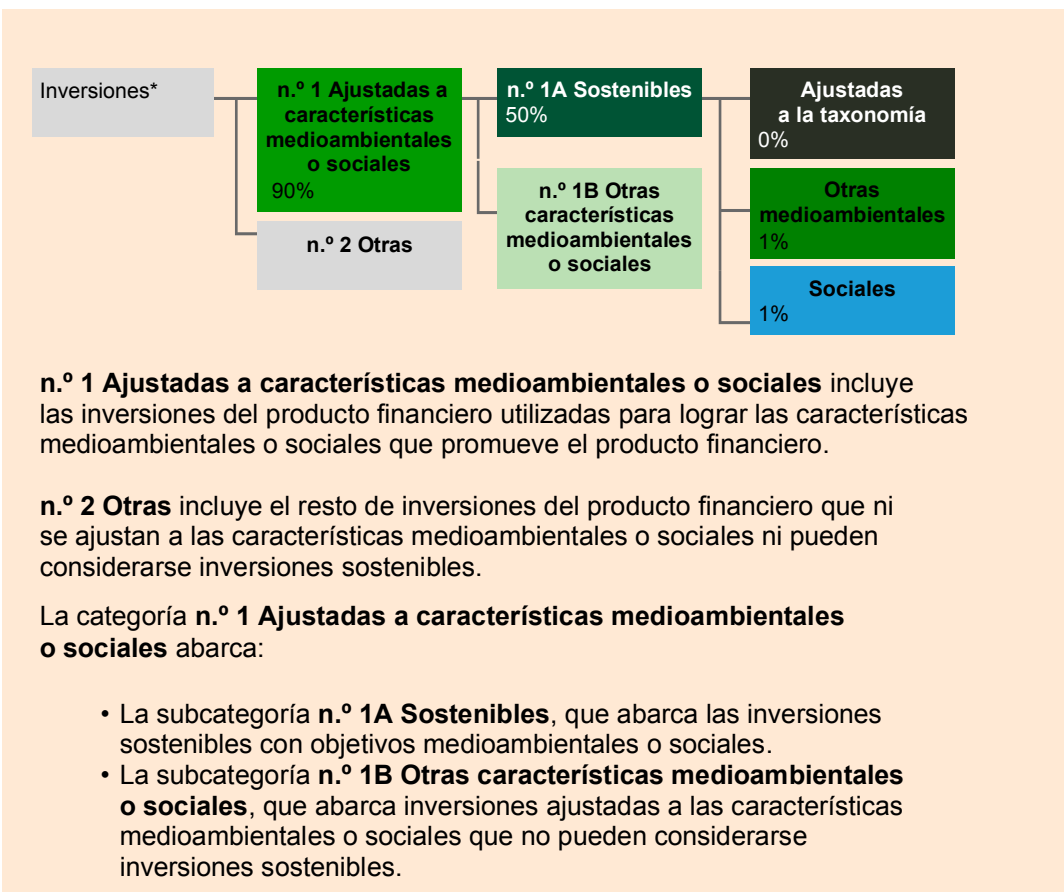 Inversiones*
n.º 1 Ajustadas a
características
medioambientales
o sociales
90%
n.º 2 Otras
n.º 1A Sostenibles
50%
n.º 1B Otras
características
medioambientales
o sociales
Ajustadas
a la taxonomía
0%
Otras
medioambientales
1%
Sociales
1%
n.º 1 Ajustadas a características medioambientales o sociales incluye
las inversiones del producto financiero utilizadas para lograr las características
medioambientales o sociales que promueve el producto financiero.
n.º 2 Otras incluye el resto de inversiones del producto financiero que ni
se ajustan a las características medioambientales o sociales ni pueden
considerarse inversiones sostenibles.
La categoría n.º 1 Ajustadas a características medioambientales
o sociales abarca:
• La subcategoría n.º 1A Sostenibles, que abarca las inversiones
sostenibles con objetivos medioambientales o sociales.
• La subcategoría n.º 1B Otras características medioambientales
o sociales, que abarca inversiones ajustadas a las características
medioambientales o sociales que no pueden considerarse
inversiones sostenibles.